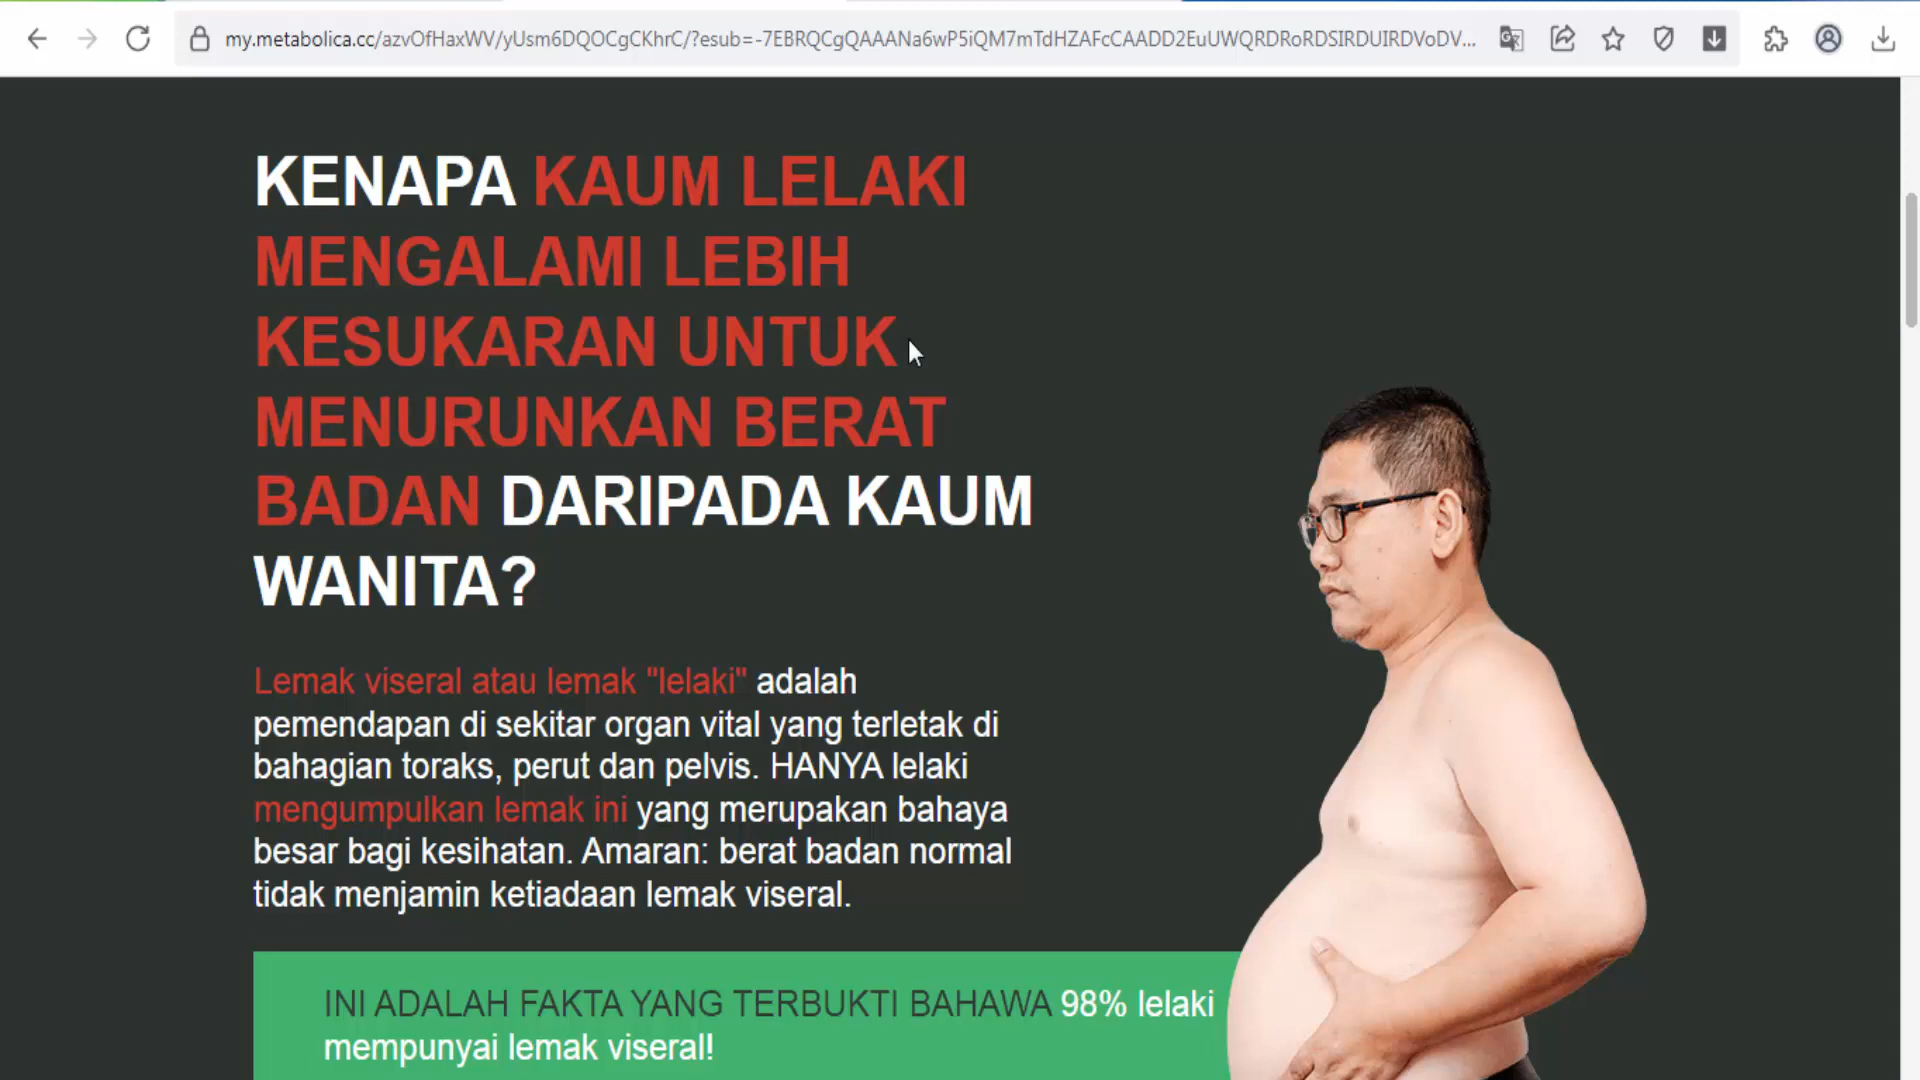 my.metabolica.cc/azvOfHaxWV/yUsm6DQOCgCKhrC/?esub=-7EBRQCgQAAANa6wP5iQM7mTdHZAFcCAADD2EuUWQRDRoRDSIRDUIRDVoDV...
KENAPA KAUM LELAKI
MENGALAMI LEBIH
KESUKARAN UNTUK
MENURUNKAN BERAT
BADAN DARIPADA KAUM
WANITA?
Lemak viseral atau lemak "lelaki" adalah
pemendapan di sekitar organ vital yang terletak di
bahagian toraks, perut dan pelvis. HANYA lelaki
mengumpulkan lemak ini yang merupakan bahaya
besar bagi kesihatan. Amaran: berat badan normal
tidak menjamin ketiadaan lemak viseral.
INI ADALAH FAKTA YANG TERBUKTI BAHAWA 98% lelaki
mempunyai lemak viseral!